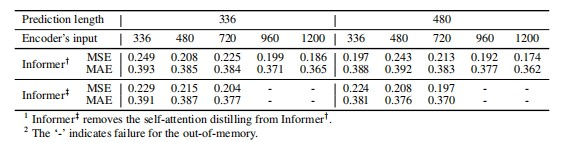 Prediction length | 336 | 480
Encoder's input | 336 480 720 960 1200 | 336 480 720 960 1200
Informer† MSE 0.249 0.208 0.225 0.199 0.186 0.197 0.243 0.213 0.192 0.174
MAE 0.393 0.385 0.384 0.371 0.365 0.388 0.392 0.383 0.377 0.362
Informer‡ MSE 0.229 0.215 0.204 - - 0.224 0.208 0.197 - -
MAE 0.391 0.387 0.377 - - 0.381 0.376 0.370 - -
1 Informer‡ removes the self-attention distilling from Informer†.
2 The '-' indicates failure for the out-of-memory.